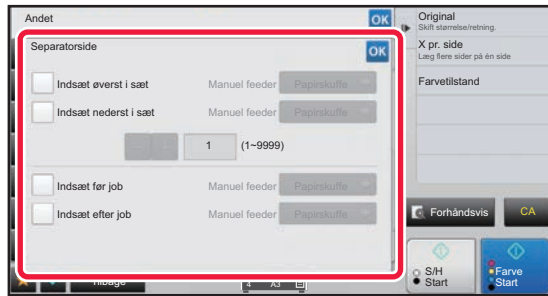 Andet
OK
Separatorside
OK
Indsæt øverst i sæt
Manuel feeder
Papirskuffe
Indsæt nederst i sæt
Manuel feeder
Papirskuffe
1
(1~9999)
Indsæt før job
Manuel feeder
Papirskuffe
Indsæt efter job
Manuel feeder
Papirskuffe
Tilbage
4 A3
Original
Skift størrelse/retning.
X pr. side
Læg flere sider på én side
Farvetilstand
Forhåndsvis
CA
S/H
Start
Farve
Start